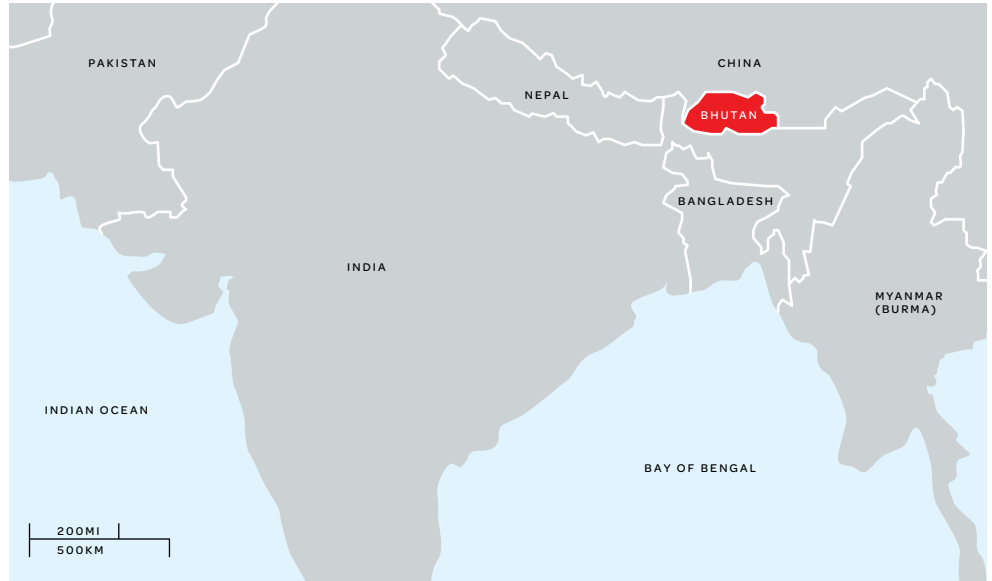 PAKISTAN
CHINA
NEPAL
BHUTAN
BANGLADESH
INDIA
MYANMAR
(BURMA)
INDIAN OCEAN
BAY OF BENGAL
200MI
500KM